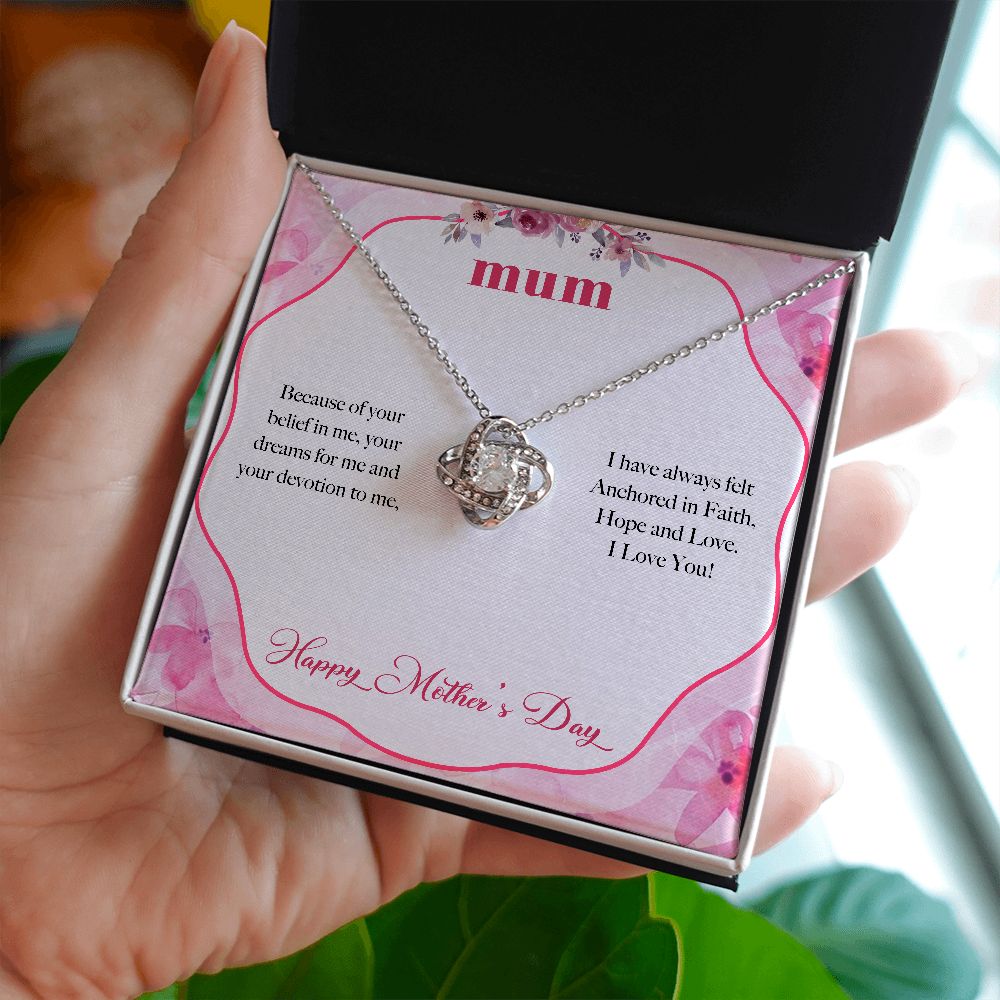 mum
Because of your
belief in me, your
dreams for me and
your devotion to me,
I have always felt
Anchored in Faith,
Hope and Love.
I Love You!
Happy Mother's Day